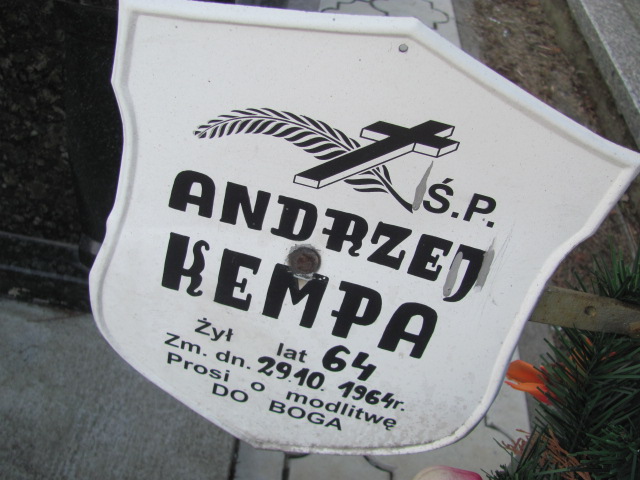 Ś.P.
ANDRZEJ
KEMPA
Żył lat 64
Zm. dn. 29.10. 1964r.
Prosi o modlitwę
DO BOGA